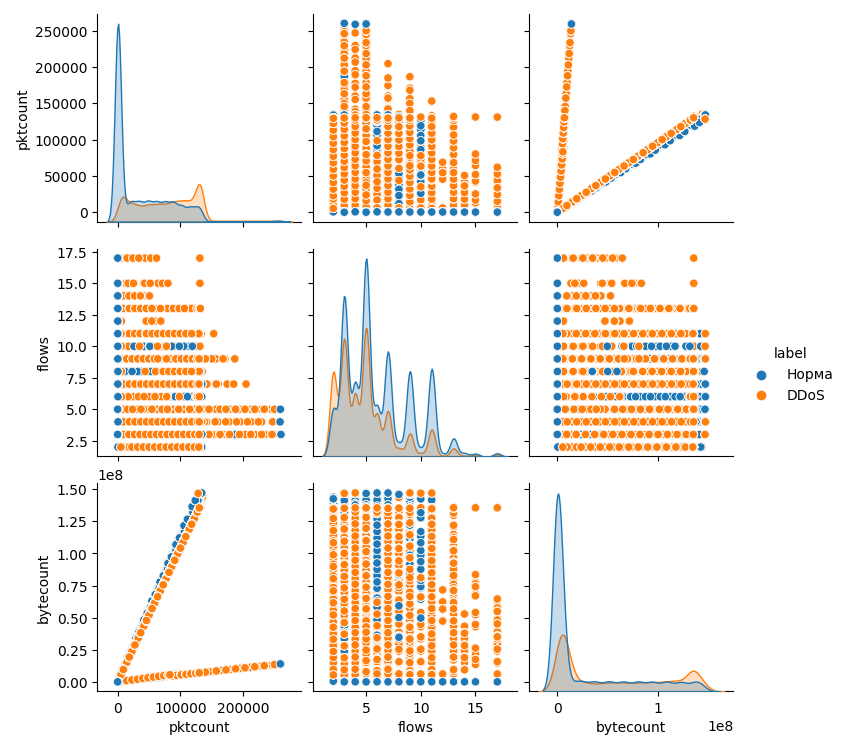 250000
200000
150000
100000
50000
0
pktcount
17.5
15.0
12.5
10.0
7.5
5.0
2.5
flows
label
Норма
DDoS
1e8
1.50
1.25
1.00
0.75
0.50
0.25
0.00
bytecount
0 100000 200000
5 10 15
0 1
1e8
pktcount
flows
bytecount